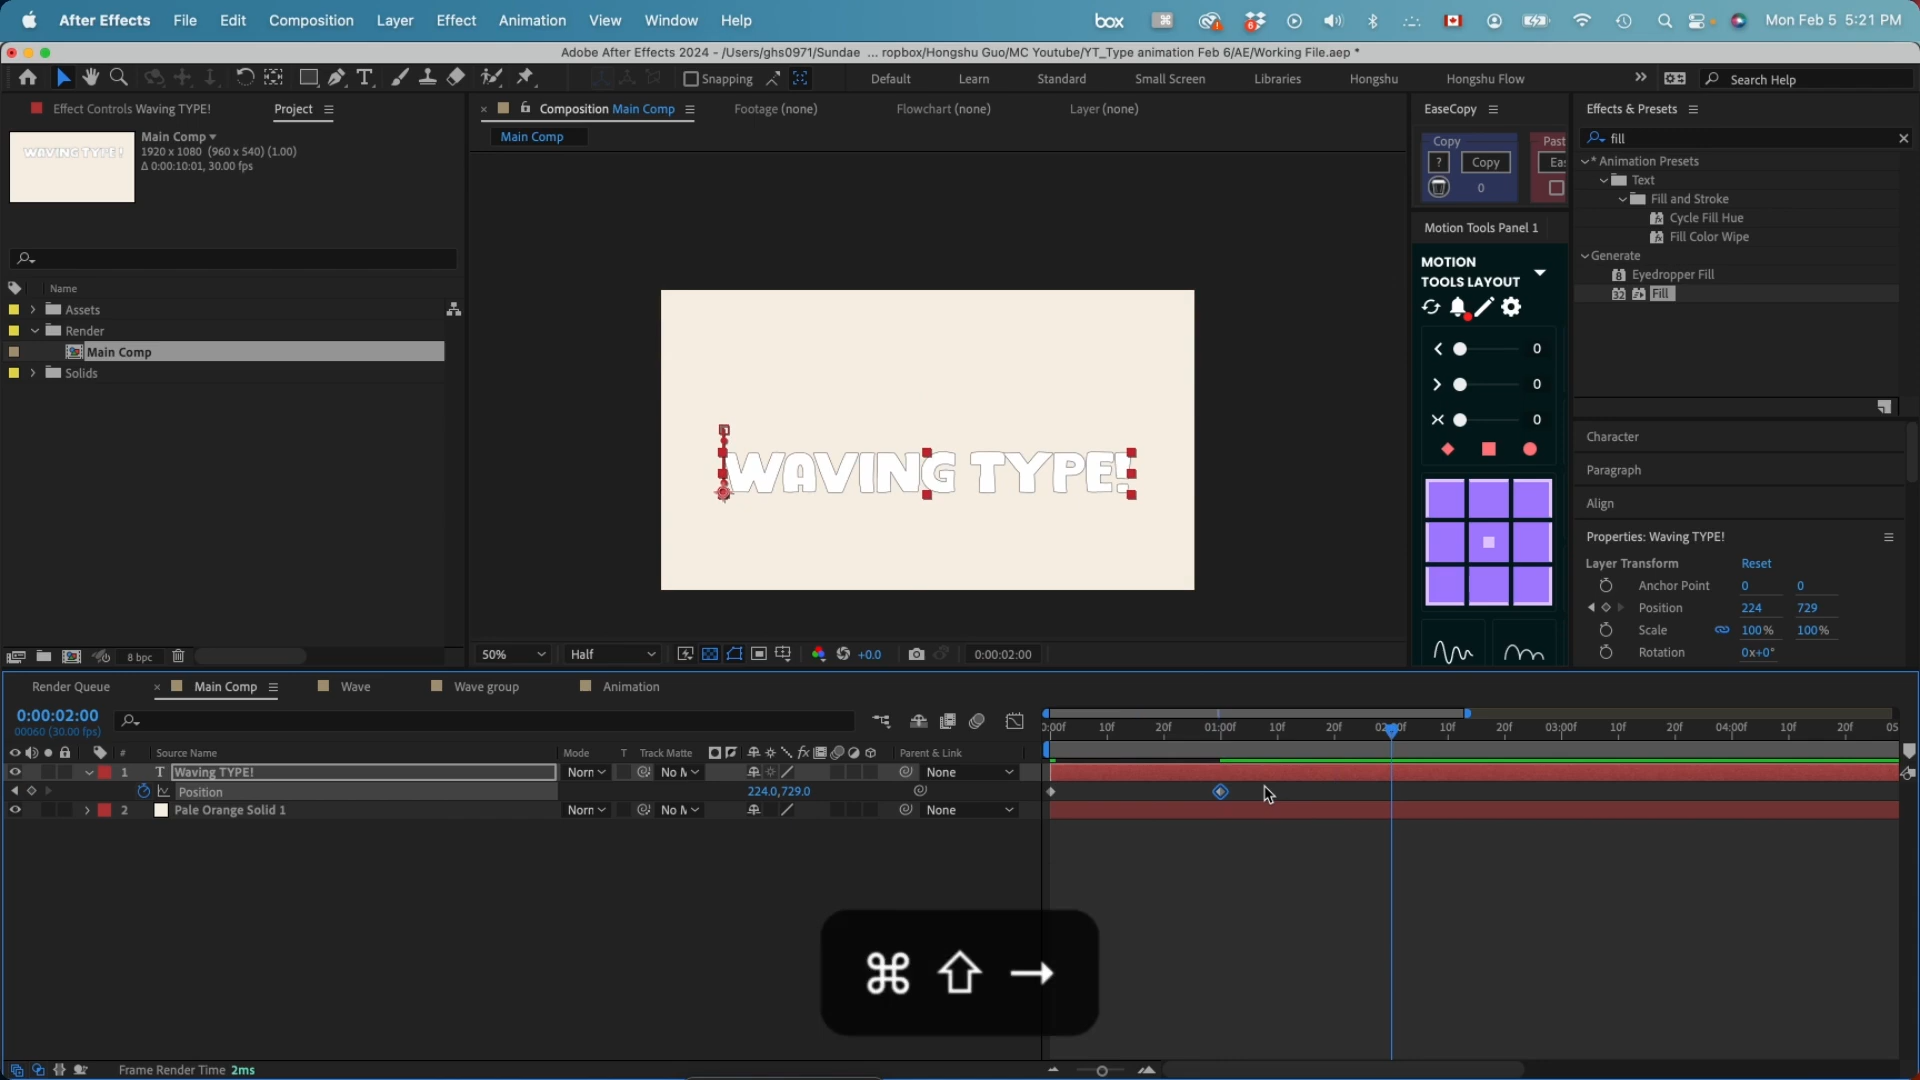 After Effects File Edit Composition Layer Effect Animation View Window Help box Mon Feb 5 5:21 PM
Adobe After Effects 2024 - /Users/ghs0971/Sundae ... ropbox/Hongshu Guo/MC Youtube/YT_Type animation Feb 6/AE/Working File.aep *
Snapping Default Learn Standard Small Screen Libraries Hongshu Hongshu Flow Search Help
Effect Controls Waving TYPE! Project
Main Comp
1920 x 1080 (960 x 540) (1.00)
Δ 0:00:10:01, 30.00 fps
WAVING TYPE!
Name
Assets
Render
Main Comp
Solids
8 bpc
Composition Main Comp Footage (none) Flowchart (none) Layer (none)
Main Comp
WAVING TYPE!
50% Half +0.0 0:00:02:00
EaseCopy
Copy Past
? Copy Eas
0
Motion Tools Panel 1
MOTION
TOOLS LAYOUT
0
0
0
Effects & Presets
fill
* Animation Presets
Text
Fill and Stroke
Cycle Fill Hue
Fill Color Wipe
Generate
Eyedropper Fill
32 Fill
Character
Paragraph
Align
Properties: Waving TYPE!
Layer Transform Reset
Anchor Point 0 0
Position 224 729
Scale 100% 100%
Rotation 0x+0°
Render Queue Main Comp Wave Wave group Animation
0:00:02:00
00060 (30.00 fps)
0:00f 10f 20f 01:00f 10f 20f 02:00f 10f 20f 03:00f 10f 20f 04:00f 10f 20f 05
# Source Name Mode T Track Matte Parent & Link
1 T Waving TYPE! Norn No M None
Position 224.0,729.0
2 Pale Orange Solid 1 Norn No M None
⌘ ⇧ →
Frame Render Time 2ms